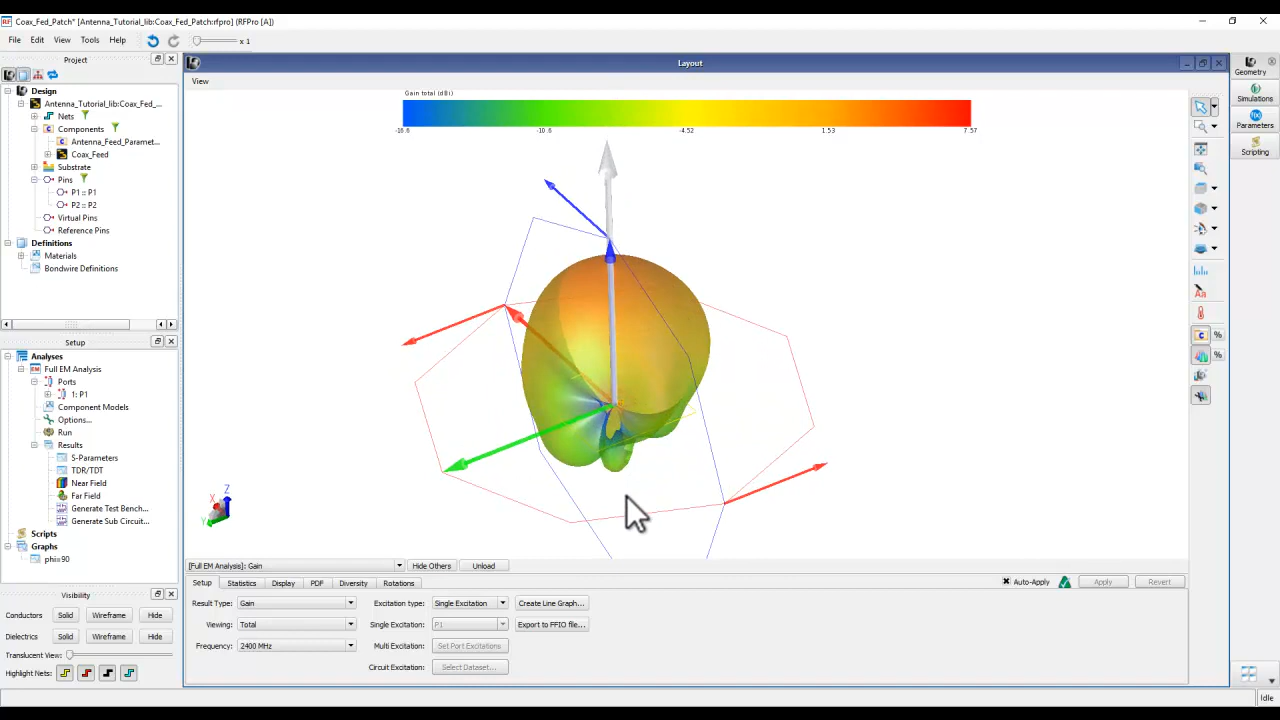 Coax_Fed_Patch* [Antenna_Tutorial_lib:Coax_Fed_Patch:rfpro] (RFPro [A])
File Edit View Tools Help
x 1
Project
Design
Antenna_Tutorial_lib:Coax_Fed_...
Nets
Components
Antenna_Feed_Paramet...
Coax_Feed
Substrate
Pins
P1 :: P1
P2 :: P2
Virtual Pins
Reference Pins
Definitions
Materials
Bondwire Definitions
Setup
Analyses
Full EM Analysis
Ports
1: P1
Component Models
Options...
Run
Results
S-Parameters
TDR/TDT
Near Field
Far Field
Generate Test Bench...
Generate Sub Circuit...
Scripts
Graphs
phi=90
Visibility
Conductors Solid Wireframe Hide
Dielectrics Solid Wireframe Hide
Translucent View:
Highlight Nets:
Layout
View
Gain total (dBi)
-16.6 -10.6 -4.52 1.53 7.57
X Y Z
[Full EM Analysis]: Gain Hide Others Unload
Setup Statistics Display PDF Diversity Rotations Auto-Apply Apply Revert
Result Type: Gain Excitation type: Single Excitation Create Line Graph...
Viewing: Total Single Excitation: P1 Export to FFIO file...
Frequency: 2400 MHz Multi Excitation: Set Port Excitations
Circuit Excitation: Select Dataset...
Aa
C %
%
Geometry
Simulations
f(x)
Parameters
Scripting
Idle